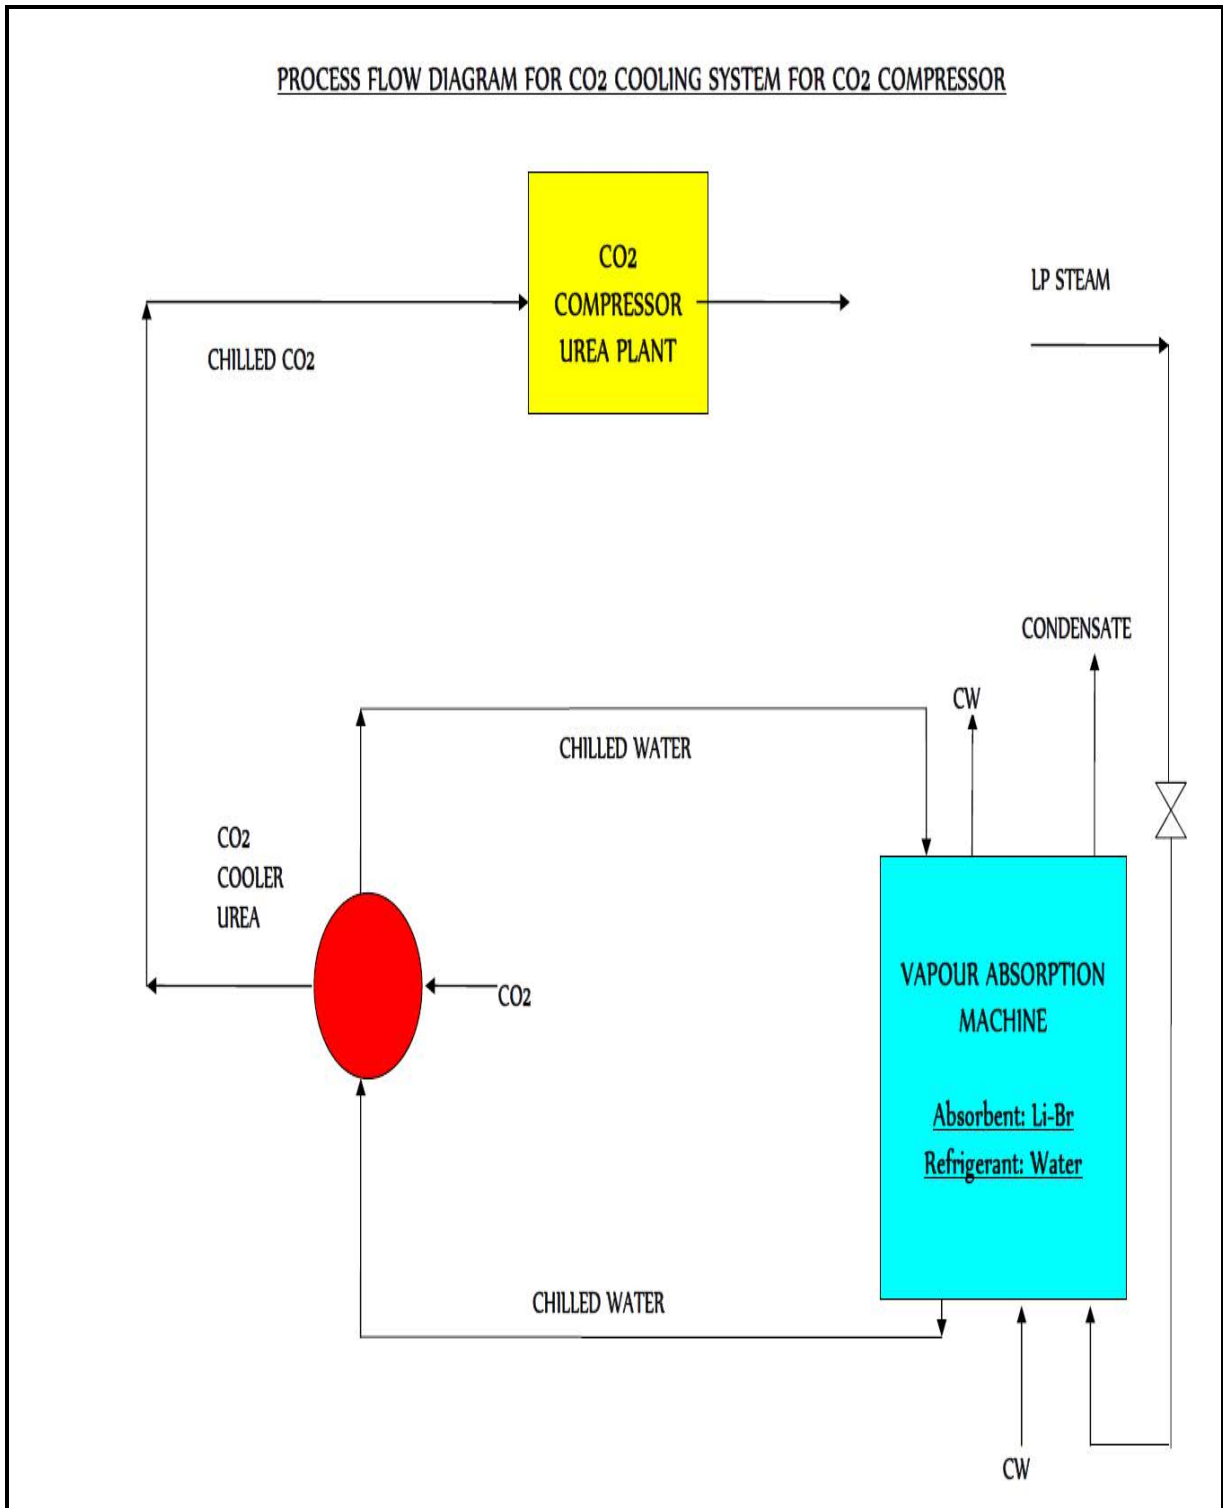 PROCESS FLOW DIAGRAM FOR CO2 COOLING SYSTEM FOR CO2 COMPRESSOR
CO2
COMPRESSOR
UREA PLANT
LP STEAM
CHILLED CO2
CONDENSATE
CW
CHILLED WATER
CO2
COOLER
UREA
CO2
VAPOUR ABSORPTION
MACHINE
Absorbent: Li-Br
Refrigerant: Water
CHILLED WATER
CW